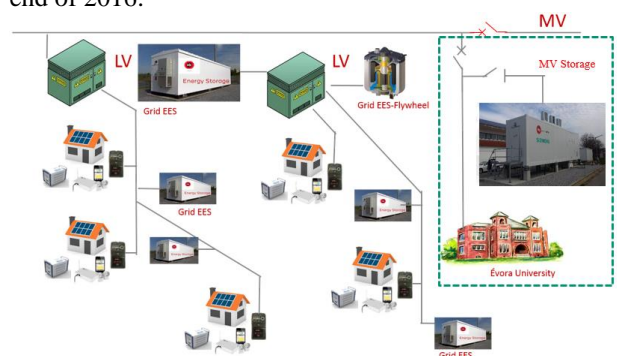 end of 2016.
MV
LV
LV
MV Storage
Energy Storage
Grid EES
Grid EES-Flywheel
Grid EES
Évora University
Grid EES